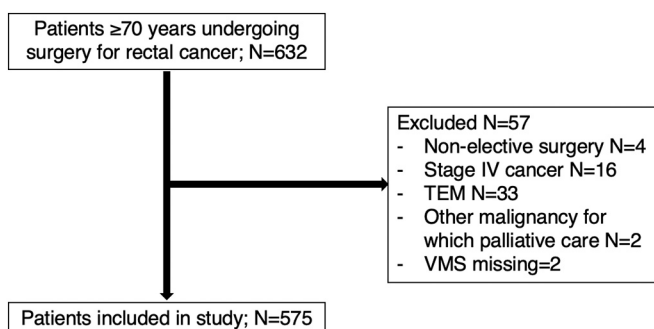 Patients ≥70 years undergoing
surgery for rectal cancer; N=632
Excluded N=57
- Non-elective surgery N=4
- Stage IV cancer N=16
- TEM N=33
- Other malignancy for
which palliative care N=2
- VMS missing=2
Patients included in study; N=575